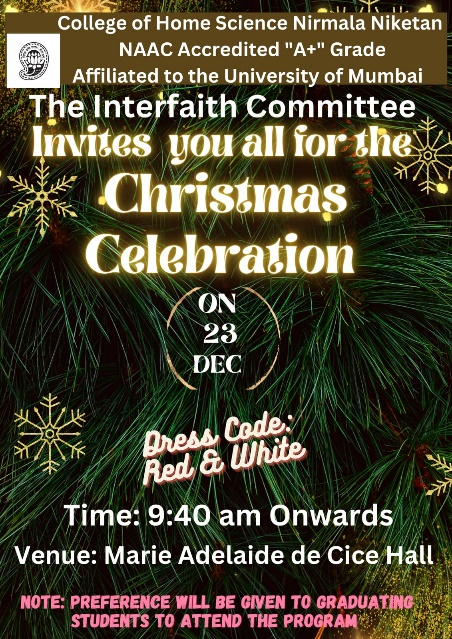 College of Home Science Nirmala Niketan
NAAC Accredited "A+" Grade
Affiliated to the University of Mumbai
The Interfaith Committee
Invites you all for the
Christmas
Celebration
ON
23
DEC
Dress Code:
Red & White
Time: 9:40 am Onwards
Venue: Marie Adelaide de Cice Hall
NOTE: PREFERENCE WILL BE GIVEN TO GRADUATING
STUDENTS TO ATTEND THE PROGRAM